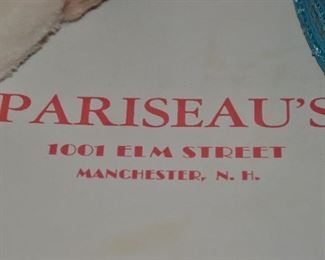 PARISEAU'S
1001 ELM STREET
MANCHESTER, N. H.